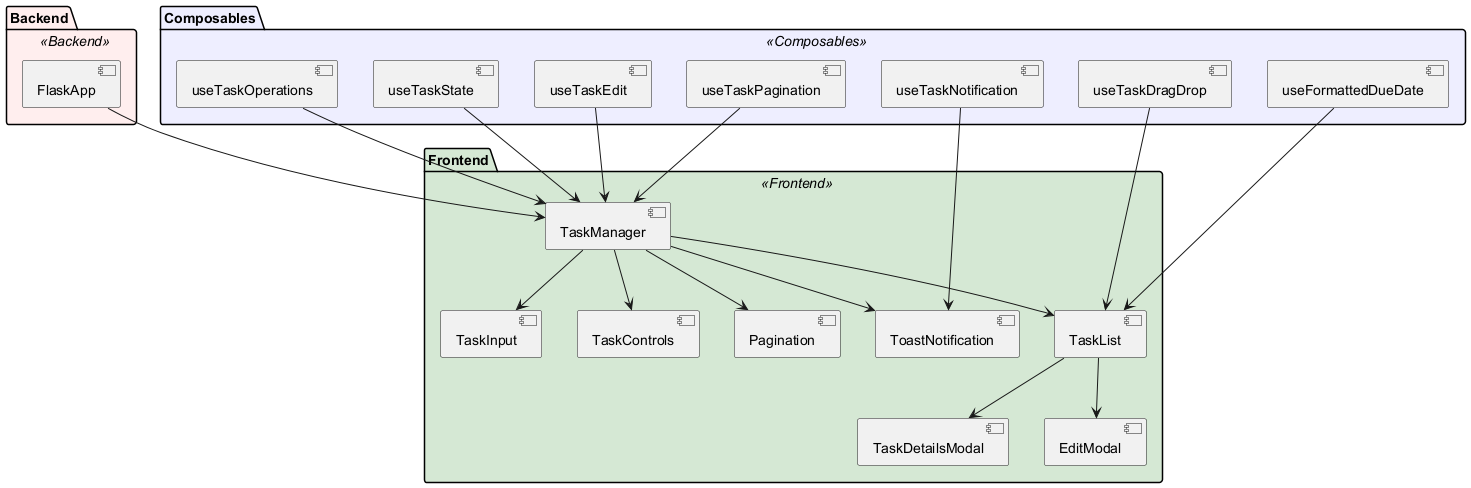 Backend
«Backend»
FlaskApp
Composables
«Composables»
useTaskOperations
useTaskState
useTaskEdit
useTaskPagination
useTaskNotification
useTaskDragDrop
useFormattedDueDate
Frontend
«Frontend»
TaskManager
TaskInput
TaskControls
Pagination
ToastNotification
TaskList
TaskDetailsModal
EditModal